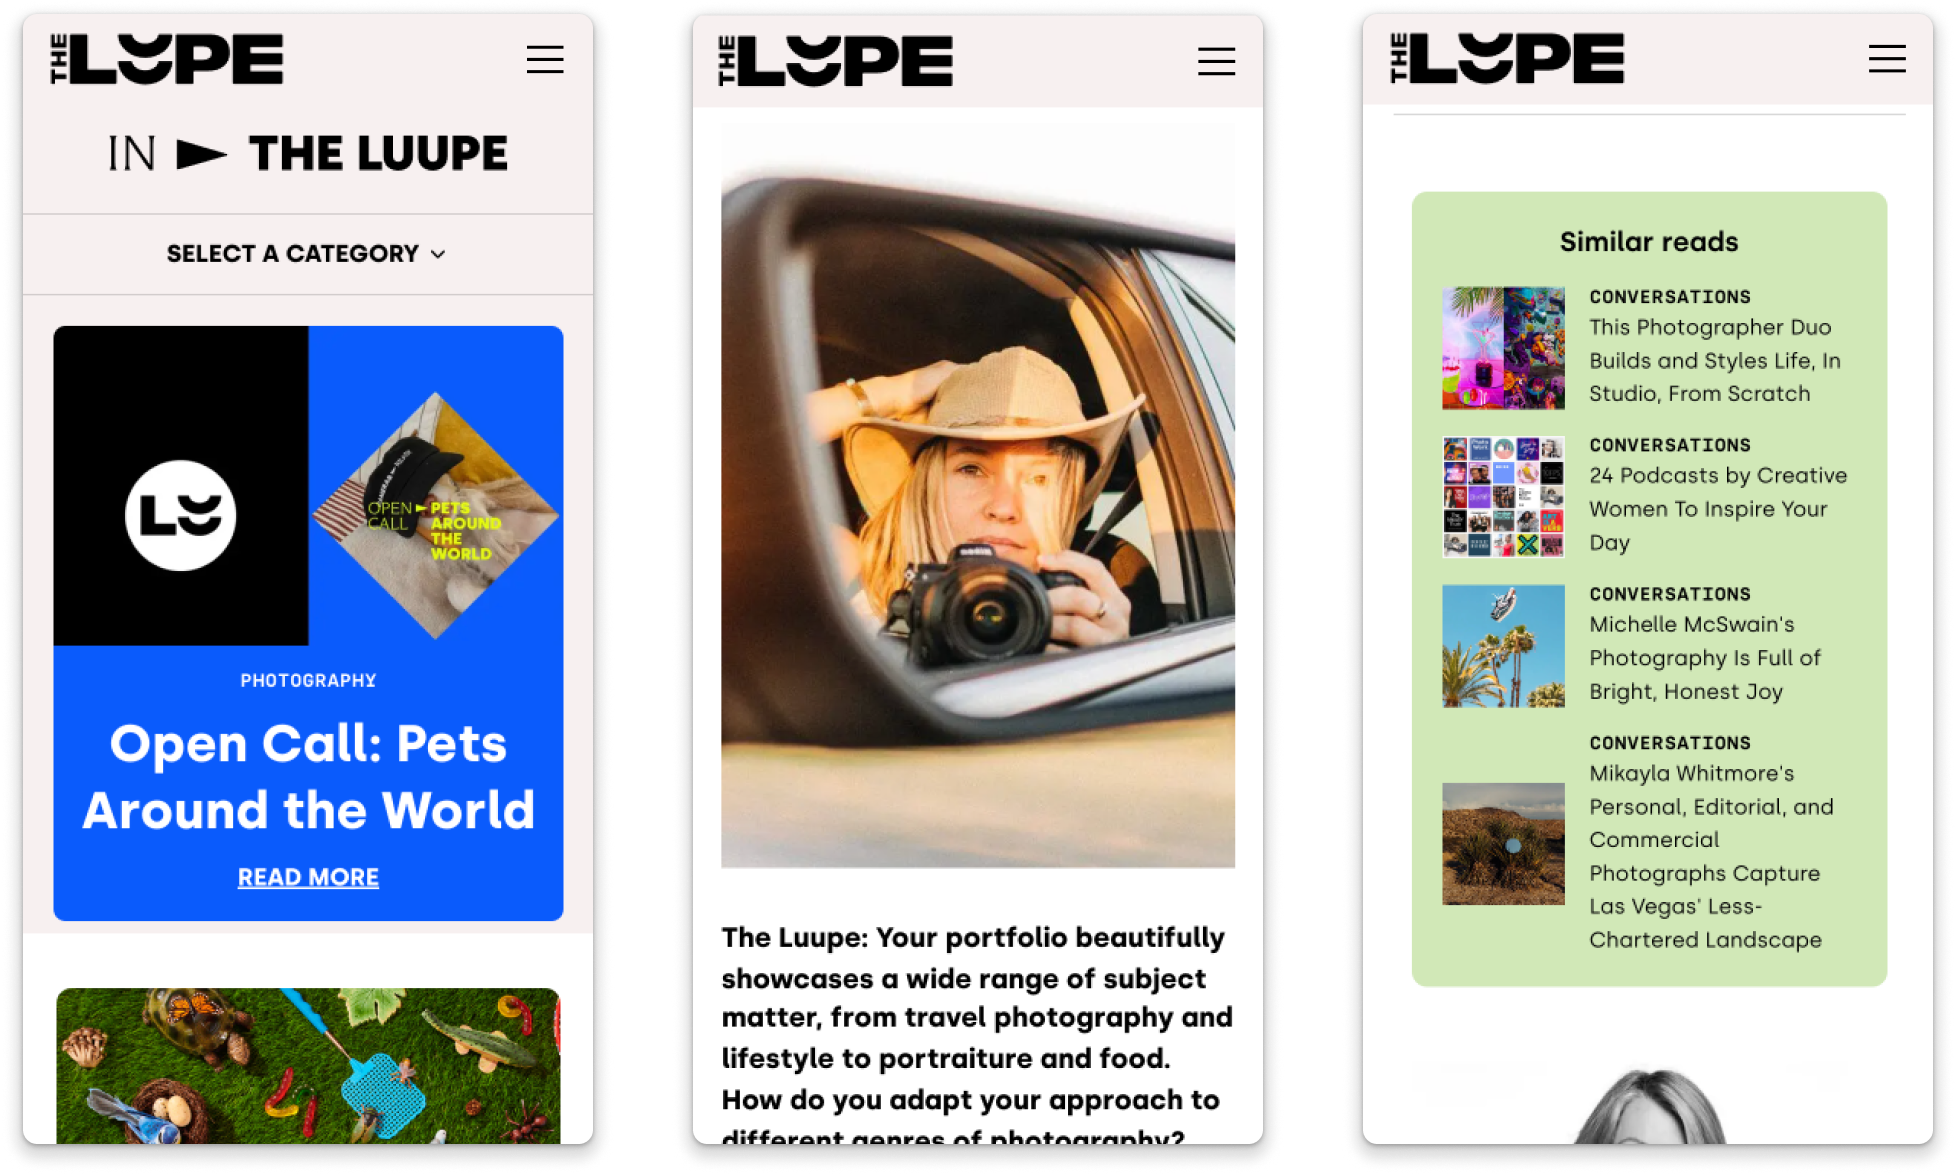 THE LUUPE
IN ► THE LUUPE
SELECT A CATEGORY
LU
OPEN ► PETS
CALL AROUND
THE
WORLD
PHOTOGRAPHY
Open Call: Pets
Around the World
READ MORE
THE LUUPE
The Luupe: Your portfolio beautifully
showcases a wide range of subject
matter, from travel photography and
lifestyle to portraiture and food.
How do you adapt your approach to
different genres of photography?
THE LUUPE
Similar reads
CONVERSATIONS
This Photographer Duo
Builds and Styles Life, In
Studio, From Scratch
CONVERSATIONS
24 Podcasts by Creative
Women To Inspire Your
Day
CONVERSATIONS
Michelle McSwain's
Photography Is Full of
Bright, Honest Joy
CONVERSATIONS
Mikayla Whitmore's
Personal, Editorial, and
Commercial
Photographs Capture
Las Vegas' Less-
Chartered Landscape